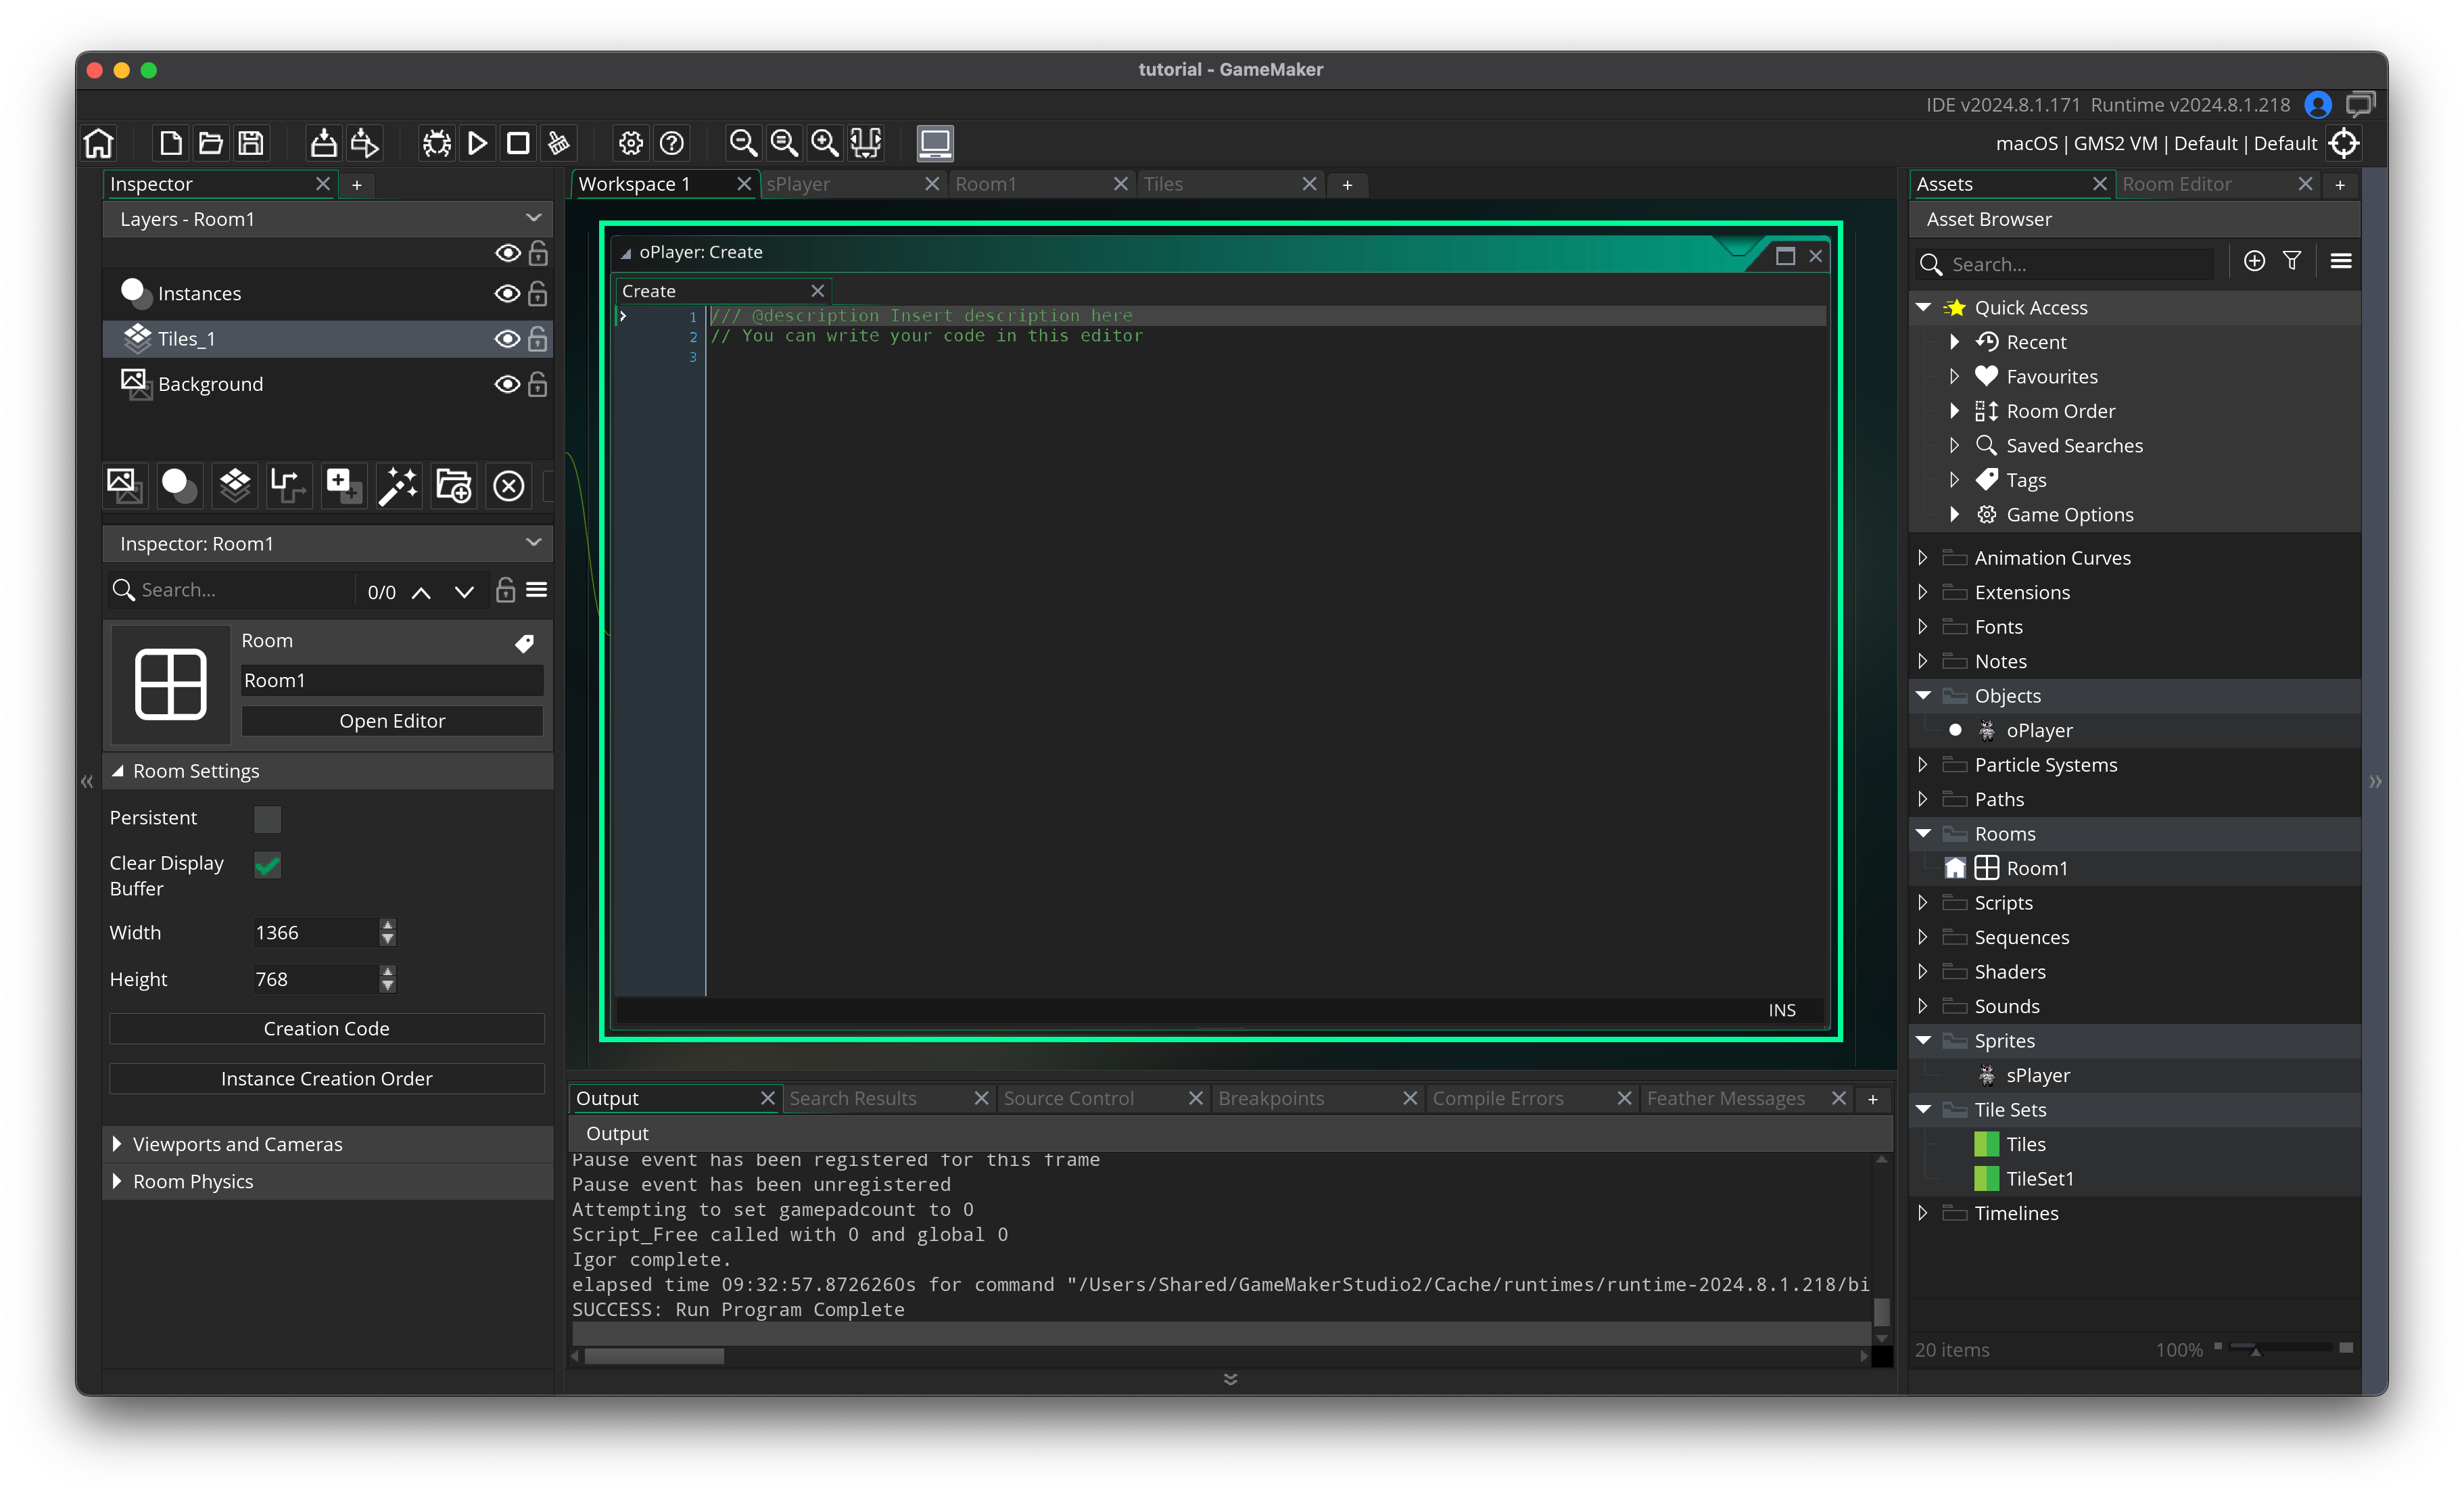 tutorial - GameMaker
IDE v2024.8.1.171 Runtime v2024.8.1.218
macOS | GMS2 VM | Default | Default
Inspector
+
Layers - Room1
Instances
Tiles_1
Background
Inspector: Room1
Search...
0/0
Room
Room1
Open Editor
Room Settings
Persistent
Clear Display
Buffer
Width
1366
Height
768
Creation Code
Instance Creation Order
Viewports and Cameras
Room Physics
Workspace 1
sPlayer
Room1
Tiles
+
oPlayer: Create
Create
1 /// @description Insert description here
2 // You can write your code in this editor
3
INS
Output
Search Results
Source Control
Breakpoints
Compile Errors
Feather Messages
+
Output
Pause event has been registered for this frame
Pause event has been unregistered
Attempting to set gamepadcount to 0
Script_Free called with 0 and global 0
Igor complete.
elapsed time 09:32:57.8726260s for command "/Users/Shared/GameMakerStudio2/Cache/runtimes/runtime-2024.8.1.218/bi
SUCCESS: Run Program Complete
Assets
Room Editor
+
Asset Browser
Search...
Quick Access
Recent
Favourites
Room Order
Saved Searches
Tags
Game Options
Animation Curves
Extensions
Fonts
Notes
Objects
oPlayer
Particle Systems
Paths
Rooms
Room1
Scripts
Sequences
Shaders
Sounds
Sprites
sPlayer
Tile Sets
Tiles
TileSet1
Timelines
20 items
100%